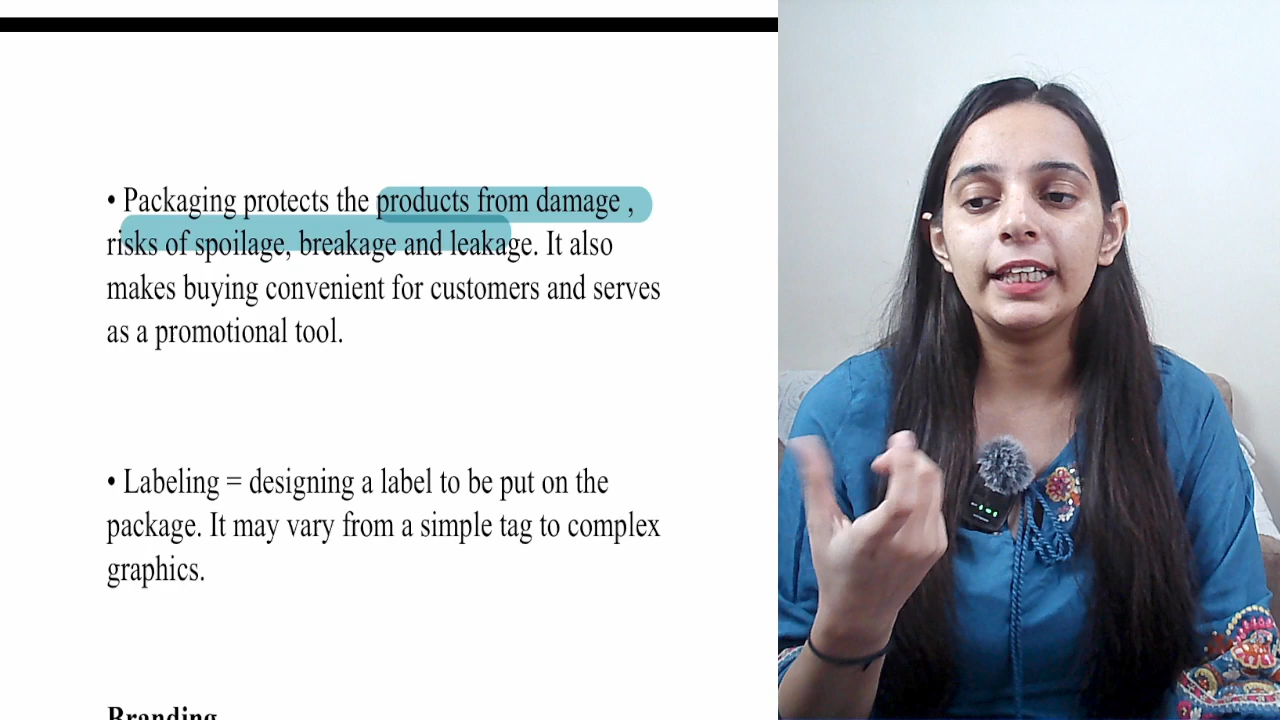 • Packaging protects the products from damage ,
risks of spoilage, breakage and leakage. It also
makes buying convenient for customers and serves
as a promotional tool.
• Labeling = designing a label to be put on the
package. It may vary from a simple tag to complex
graphics.
Branding